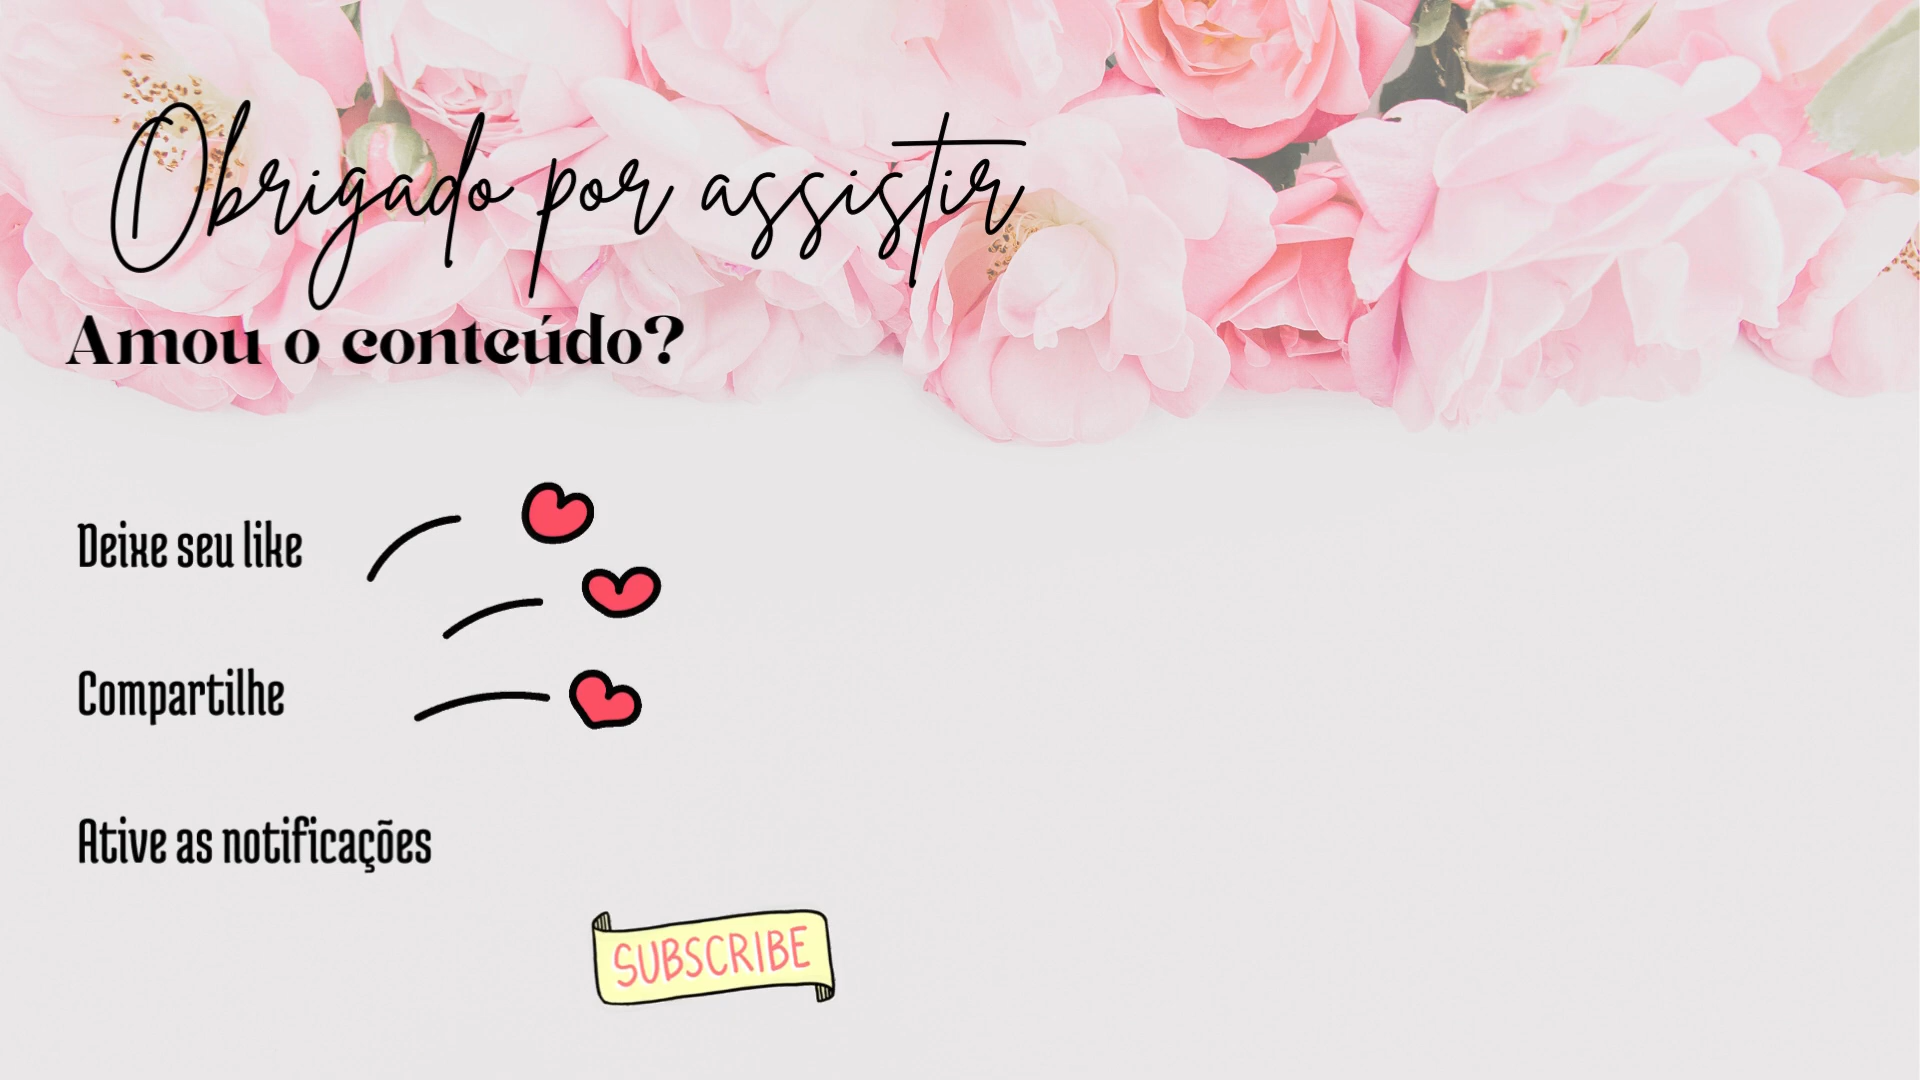 Obrigado por assistir
Amou o conteúdo?
Deixe seu like
Compartilhe
Ative as notificações
SUBSCRIBE